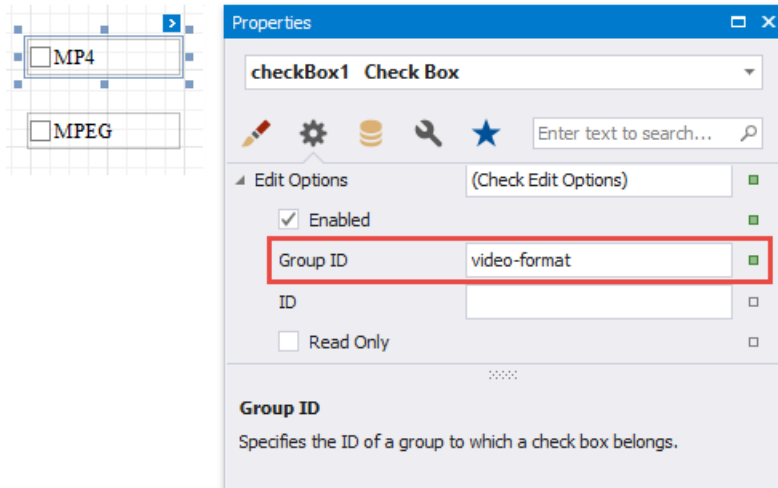 MP4
MPEG
Properties
checkBox1 Check Box
Enter text to search...
Edit Options (Check Edit Options)
Enabled
Group ID video-format
ID
Read Only
Group ID
Specifies the ID of a group to which a check box belongs.